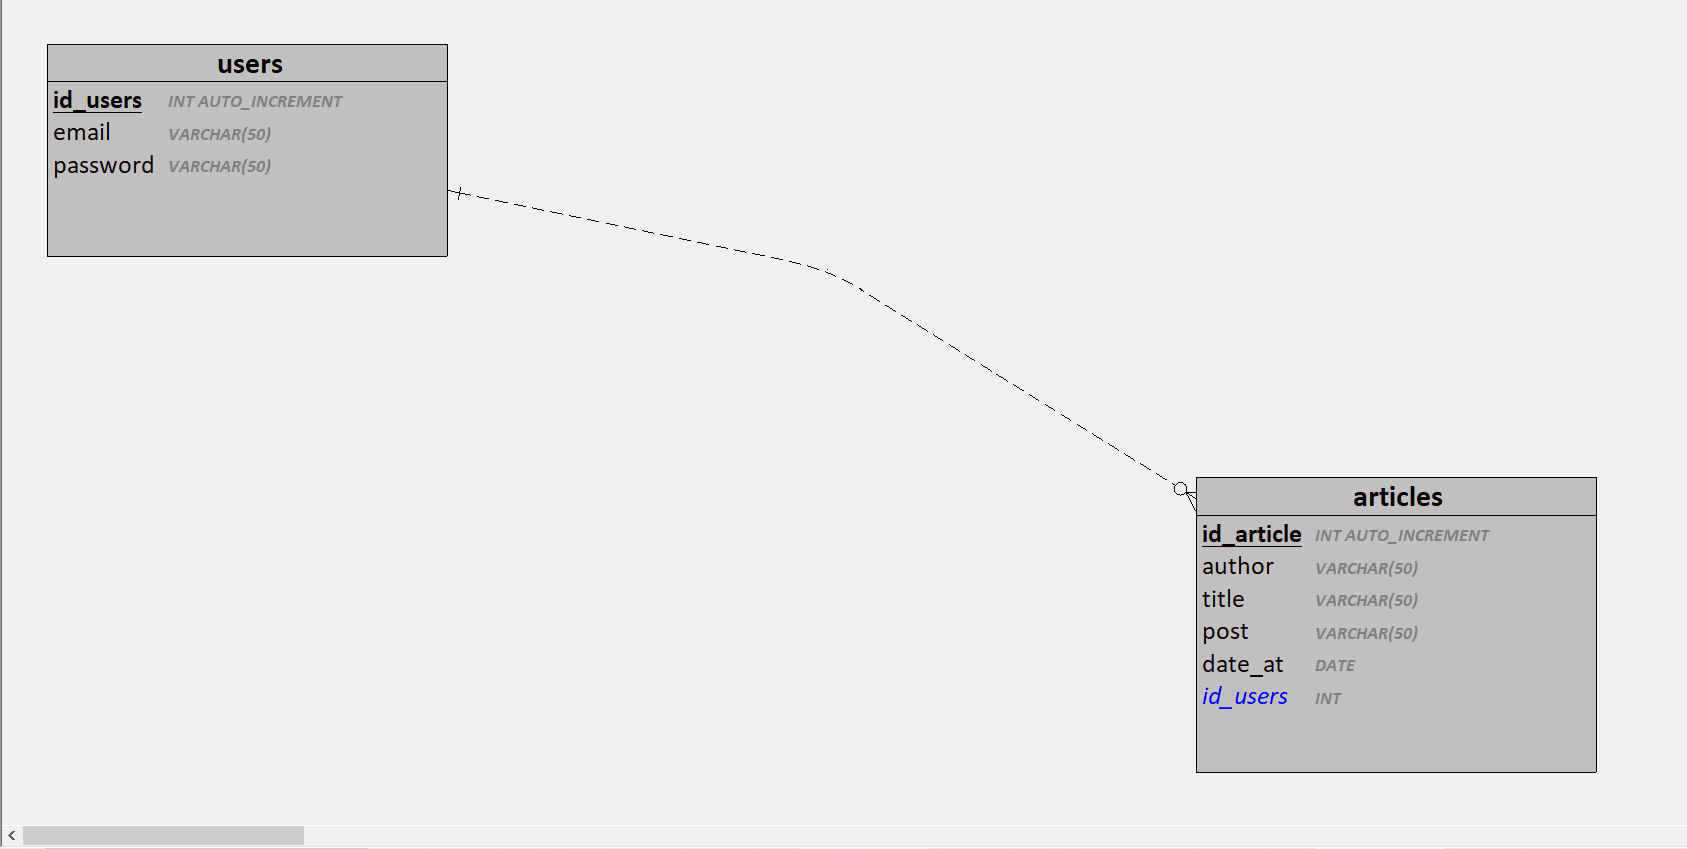 users
id_users INT AUTO_INCREMENT
email VARCHAR(50)
password VARCHAR(50)
articles
id_article INT AUTO_INCREMENT
author VARCHAR(50)
title VARCHAR(50)
post VARCHAR(50)
date_at DATE
id_users INT